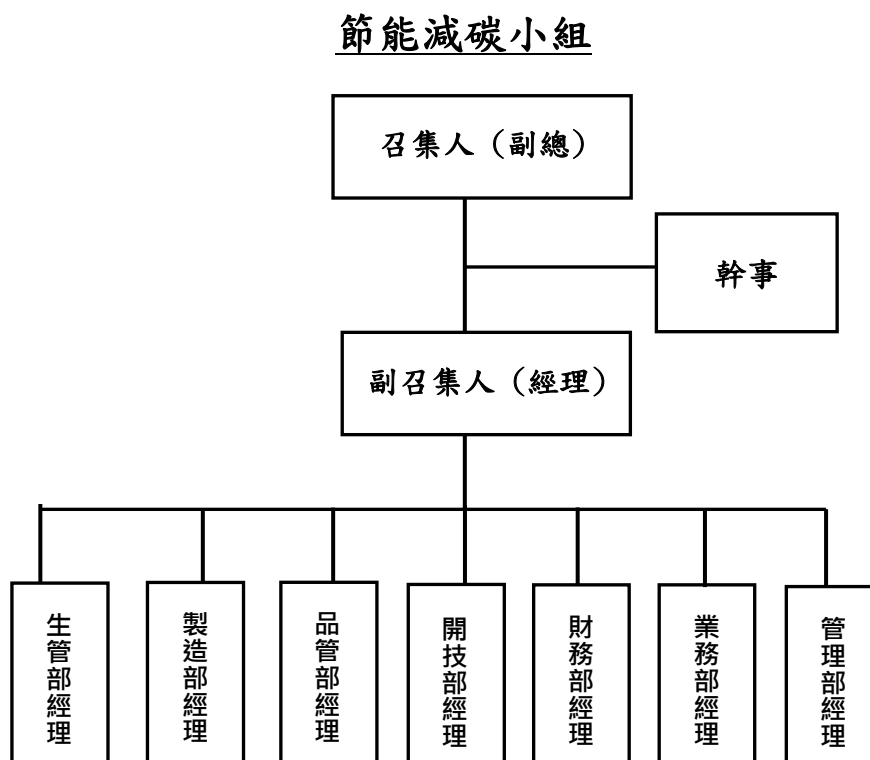 節能減碳小組
召集人（副總）
幹事
副召集人（經理）
生管部經理
製造部經理
品管部經理
開技部經理
財務部經理
業務部經理
管理部經理